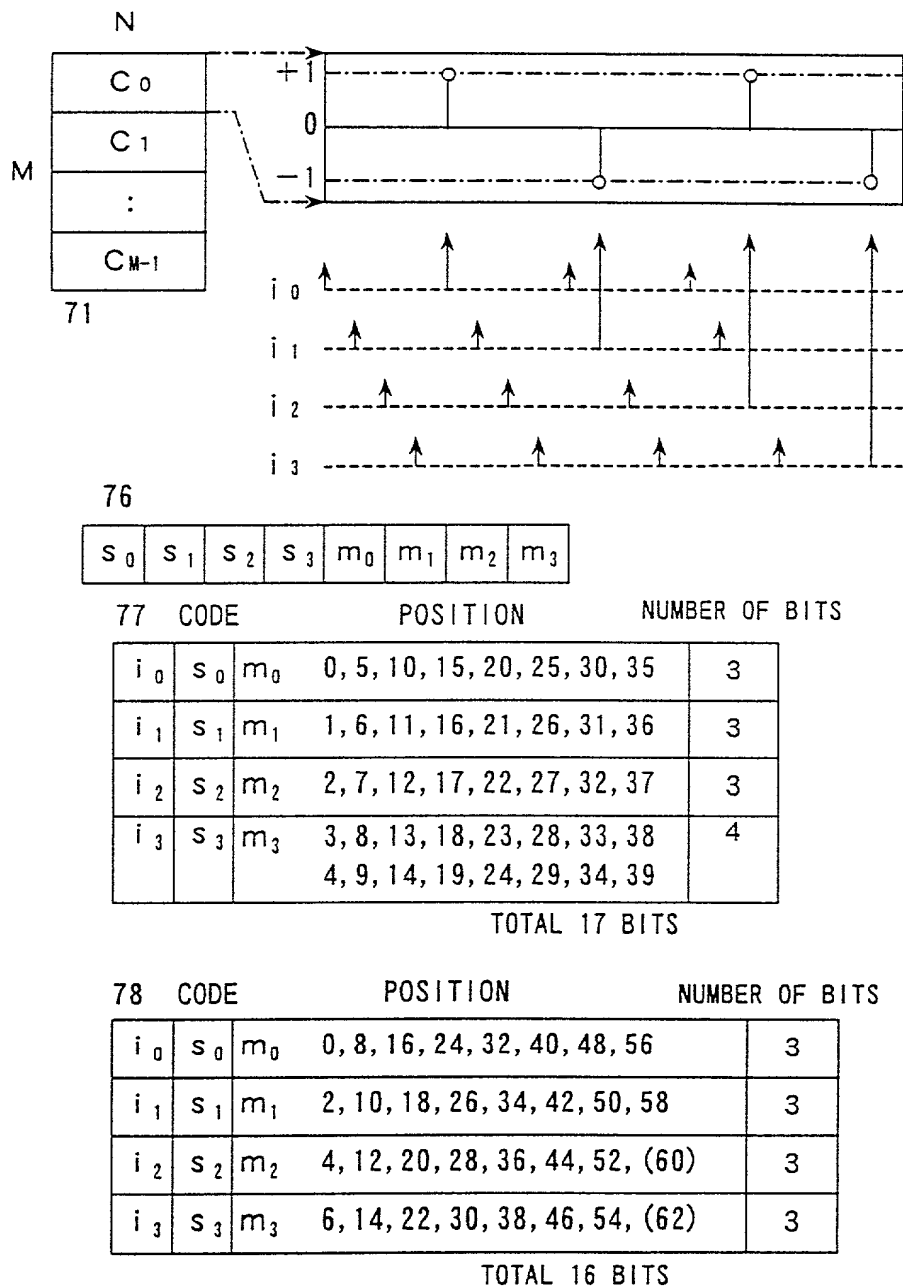 N
M
C₀
C₁
:
C_M-1
71
+1
0
-1
i₀
i₁
i₂
i₃
76
s₀ s₁ s₂ s₃ m₀ m₁ m₂ m₃
77 CODE POSITION NUMBER OF BITS
i₀ s₀ m₀ 0, 5, 10, 15, 20, 25, 30, 35 3
i₁ s₁ m₁ 1, 6, 11, 16, 21, 26, 31, 36 3
i₂ s₂ m₂ 2, 7, 12, 17, 22, 27, 32, 37 3
i₃ s₃ m₃ 3, 8, 13, 18, 23, 28, 33, 38 4
4, 9, 14, 19, 24, 29, 34, 39
TOTAL 17 BITS
78 CODE POSITION NUMBER OF BITS
i₀ s₀ m₀ 0, 8, 16, 24, 32, 40, 48, 56 3
i₁ s₁ m₁ 2, 10, 18, 26, 34, 42, 50, 58 3
i₂ s₂ m₂ 4, 12, 20, 28, 36, 44, 52, (60) 3
i₃ s₃ m₃ 6, 14, 22, 30, 38, 46, 54, (62) 3
TOTAL 16 BITS